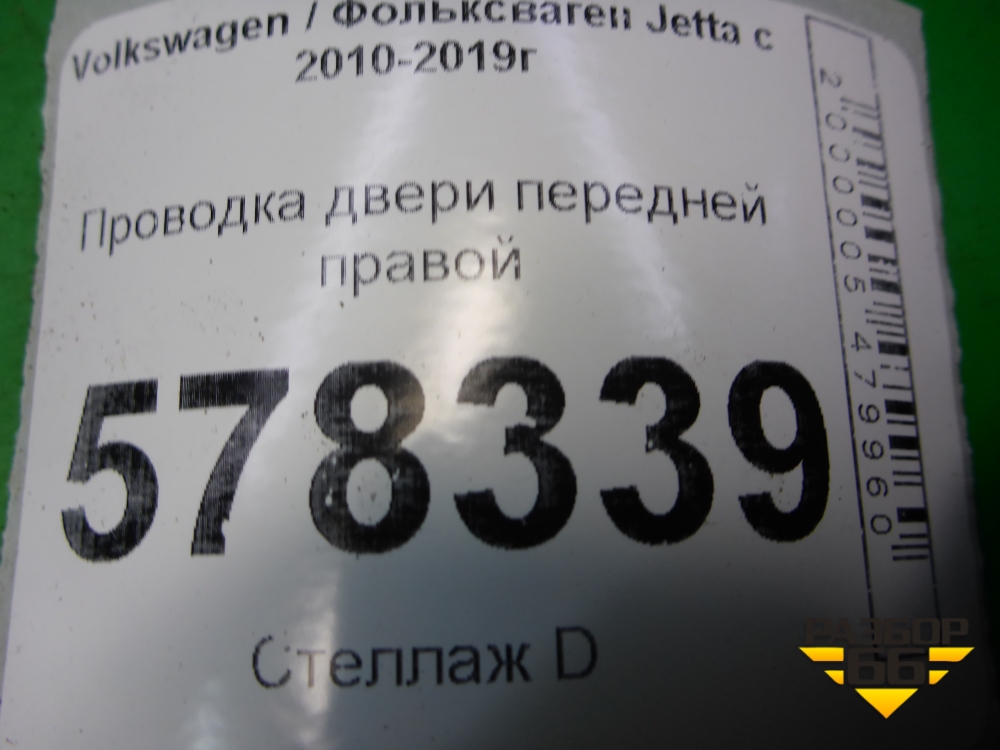 Volkswagen / Фольксваген Jetta с
2010-2019г
Проводка двери передней
правой
578339
Стеллаж D
2000005479960
РАЗБОР
66